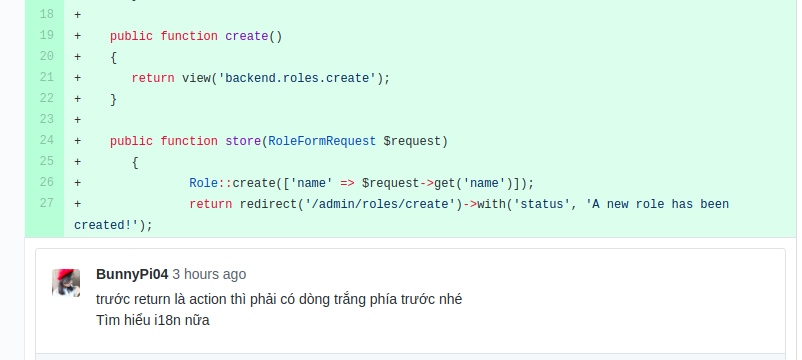 18 +
19 + public function create()
20 + {
21 + return view('backend.roles.create');
22 + }
23 +
24 + public function store(RoleFormRequest $request)
25 + {
26 + Role::create(['name' => $request->get('name')]);
27 + return redirect('/admin/roles/create')->with('status', 'A new role has been
created!');
BunnyPi04 3 hours ago
trước return là action thì phải có dòng trắng phía trước nhé
Tìm hiểu i18n nữa